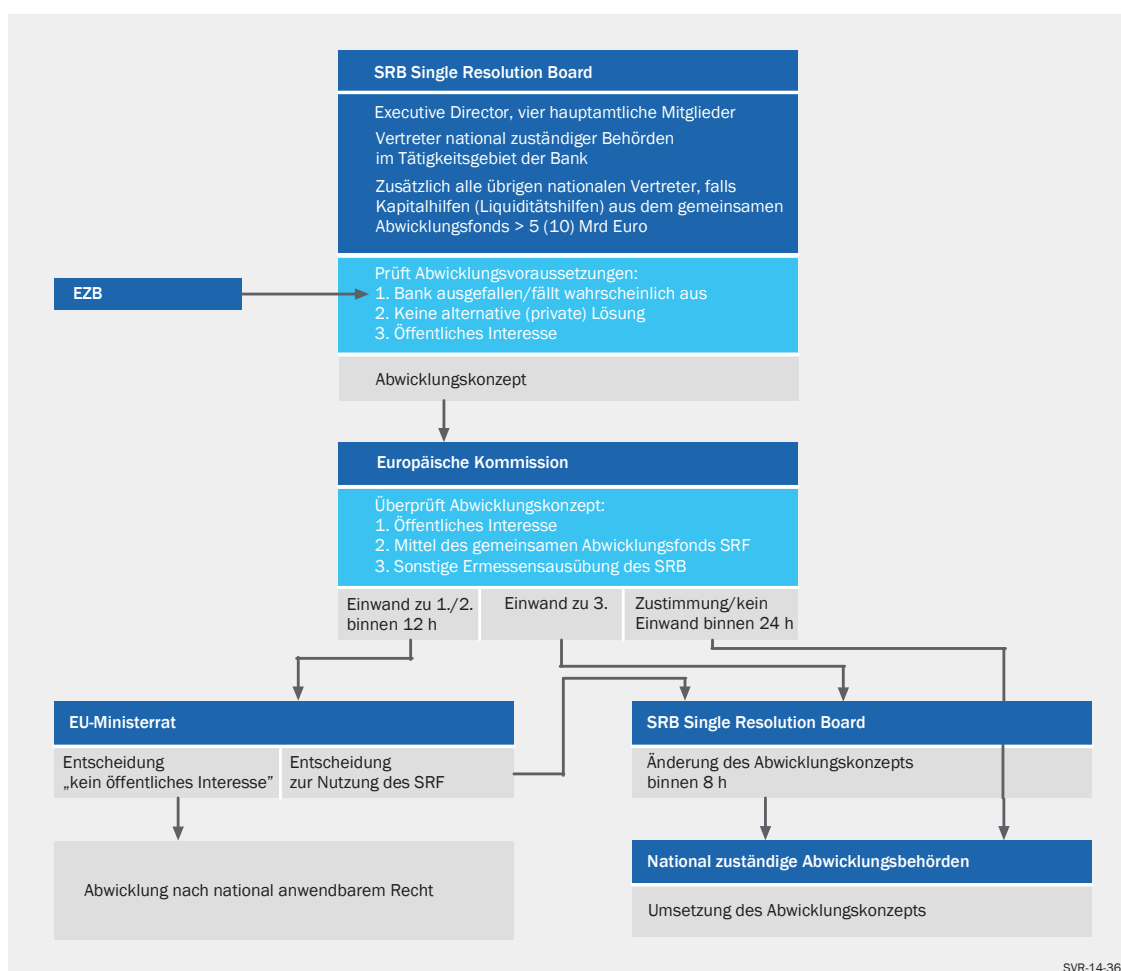 SRB Single Resolution Board
Executive Director, vier hauptamtliche Mitglieder
Vertreter national zuständiger Behörden
im Tätigkeitsgebiet der Bank
Zusätzlich alle übrigen nationalen Vertreter, falls
Kapitalhilfen (Liquiditätshilfen) aus dem gemeinsamen
Abwicklungsfonds > 5 (10) Mrd Euro
EZB
Prüft Abwicklungsvoraussetzungen:
1. Bank ausgefallen/fällt wahrscheinlich aus
2. Keine alternative (private) Lösung
3. Öffentliches Interesse
Abwicklungskonzept
Europäische Kommission
Überprüft Abwicklungskonzept:
1. Öffentliches Interesse
2. Mittel des gemeinsamen Abwicklungsfonds SRF
3. Sonstige Ermessensausübung des SRB
Einwand zu 1./2.
binnen 12 h
Einwand zu 3.
Zustimmung/kein
Einwand binnen 24 h
EU-Ministerrat
Entscheidung
„kein öffentliches Interesse”
Entscheidung
zur Nutzung des SRF
SRB Single Resolution Board
Änderung des Abwicklungskonzepts
binnen 8 h
Abwicklung nach national anwendbarem Recht
National zuständige Abwicklungsbehörden
Umsetzung des Abwicklungskonzepts
SVR-14-36